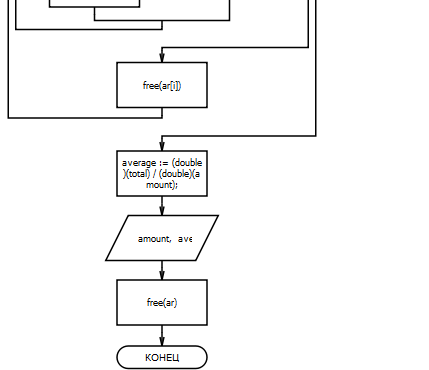 free(ar[i])
average := (double
)(total) / (double)(a
mount);
amount, ave
free(ar)
КОНЕЦ